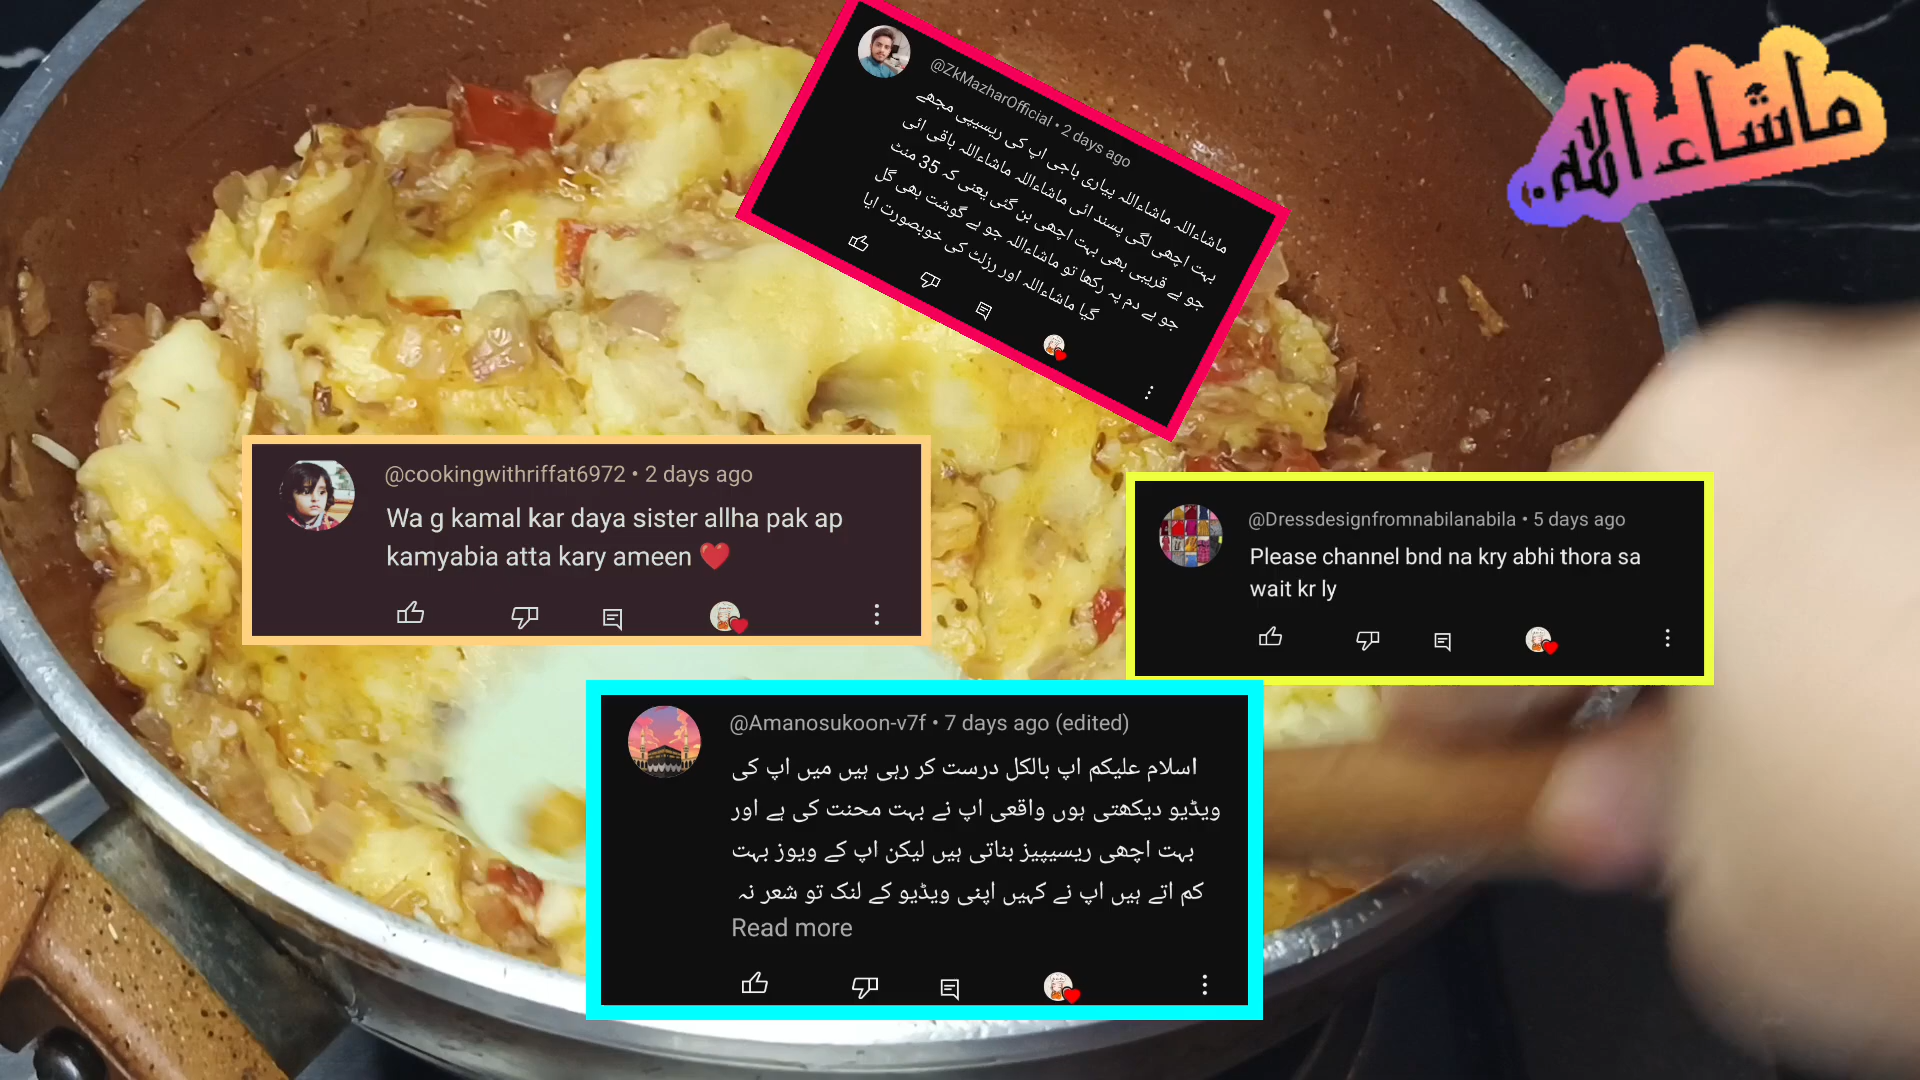 @ZkMazharOfficial • 2 days ago
ماشاءاللہ ماشاءاللہ پیاری باجی اپ کی ریسیپی مجھے
بہت اچھی لگی پسند ائی ماشاءاللہ ماشاءاللہ باقی ائی
جو ہے قریبی بھی بہت اچھی بن گئی یعنی کہ 35 منٹ
جو ہے دم پہ رکھا تو ماشاءاللہ جو ہے گوشت بھی گل
گیا ماشاءاللہ اور رزلٹ کی خوبصورت ایا
ماشاءاللہ
@cookingwithriffat6972 • 2 days ago
Wa g kamal kar daya sister allha pak ap
kamyabia atta kary ameen ❤️
@Dressdesignfromnabilanabila • 5 days ago
Please channel bnd na kry abhi thora sa
wait kr ly
@Amanosukoon-v7f • 7 days ago (edited)
اسلام علیکم اپ بالکل درست کر رہی ہیں میں اپ کی
ویڈیو دیکھتی ہوں واقعی اپ نے بہت محنت کی ہے اور
بہت اچھی ریسیپیز بناتی ہیں لیکن اپ کے ویوز بہت
کم اتے ہیں اپ نے کہیں اپنی ویڈیو کے لنک تو شعر نہ
Read more